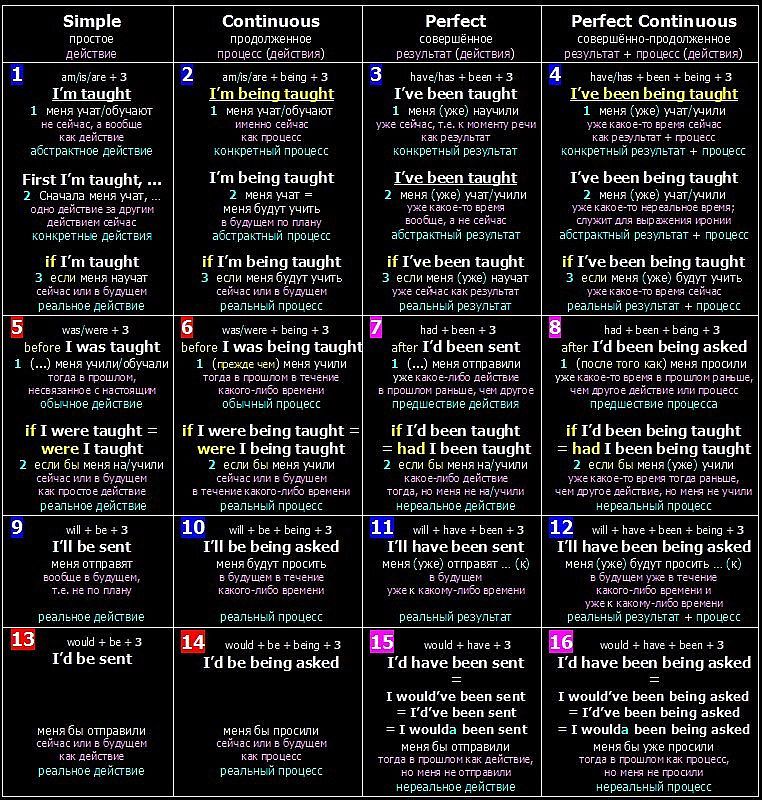 Simple
простое
действие
Continuous
продолженное
процесс (действия)
Perfect
совершённое
результат (действия)
Perfect Continuous
совершённо-продолженное
результат + процесс (действия)
1
am/is/are + 3
I'm taught
1 меня учат/обучают
не сейчас, а вообще
как действие
абстрактное действие
First I'm taught, ...
2 Сначала меня учат, ...
одно действие за другим
действием сейчас
конкретные действия
if I'm taught
3 если меня научат
сейчас или в будущем
реальное действие
2
am/is/are + being + 3
I'm being taught
1 меня учат/обучают
именно сейчас
как процесс
конкретный процесс
I'm being taught
2 меня учат =
меня будут учить
в будущем по плану
абстрактный процесс
if I'm being taught
3 если меня будут учить
сейчас или в будущем
реальный процесс
3
have/has + been + 3
I've been taught
1 меня (уже) научили
уже сейчас, т.е. к моменту речи
как результат
конкретный результат
I've been taught
2 меня (уже) учат/учили
уже какое-то время
вообще, а не сейчас
абстрактный результат
if I've been taught
3 если меня (уже) научат
уже сейчас как результат
реальный результат
4
have/has + been + being + 3
I've been being taught
1 меня (уже) учат/учили
уже какое-то время сейчас
как результат + процесс
конкретный результат + процесс
I've been being taught
2 меня (уже) учат/учили
уже какое-то нереальное время;
служит для выражения иронии
абстрактный результат + процесс
if I've been being taught
3 если меня (уже) будут учить
уже какое-то время сейчас
реальный результат + процесс
5
was/were + 3
before I was taught
1 (...) меня учили/обучали
тогда в прошлом,
несвязанное с настоящим
обычное действие
if I were taught =
were I taught
2 если бы меня на/учили
сейчас или в будущем
как простое действие
реальное действие
6
was/were + being + 3
before I was being taught
1 (прежде чем) меня учили
тогда в прошлом в течение
какого-либо времени
обычный процесс
if I were being taught =
were I being taught
2 если бы меня учили
сейчас или в будущем
в течение какого-либо времени
реальный процесс
7
had + been + 3
after I'd been sent
1 (...) меня отправили
уже какое-либо действие
в прошлом раньше, чем другое
предшествие действия
if I'd been taught
= had I been taught
2 если бы меня на/учили
какое-либо действие
тогда, но меня не на/учили
нереальное действие
8
had + been + being + 3
after I'd been being asked
1 (после того как) меня просили
уже какое-то время в прошлом раньше,
чем другое действие или процесс
предшествие процесса
if I'd been being taught
= had I been being taught
2 если бы меня (уже) учили
уже какое-то время тогда раньше,
чем другое действие, но меня не учили
нереальный процесс
9
will + be + 3
I'll be sent
меня отправят
вообще в будущем,
т.е. не по плану
реальное действие
10
will + be + being + 3
I'll be being asked
меня будут просить
в будущем в течение
какого-либо времени
реальный процесс
11
will + have + been + 3
I'll have been sent
меня (уже) отправят ... (к)
в будущем
уже к какому-либо времени
реальный результат
12
will + have + been + being + 3
I'll have been being asked
меня (уже) будут просить ... (к)
в будущем уже в течение
какого-либо времени и
уже к какому-либо времени
реальный результат + процесс
13
would + be + 3
I'd be sent
меня бы отправили
сейчас или в будущем
как действие
реальное действие
14
would + be + being + 3
I'd be being asked
меня бы просили
сейчас или в будущем
как процесс
реальный процесс
15
would + have + 3
I'd have been sent
=
I would've been sent
= I'd've been sent
= I woulda been sent
меня бы отправили
тогда в прошлом как действие,
но меня не отправили
нереальное действие
16
would + have + been + 3
I'd have been being asked
=
I would've been being asked
= I'd've been being asked
= I woulda been being asked
меня бы уже просили
тогда в прошлом как процесс,
но меня не просили
нереальный процесс